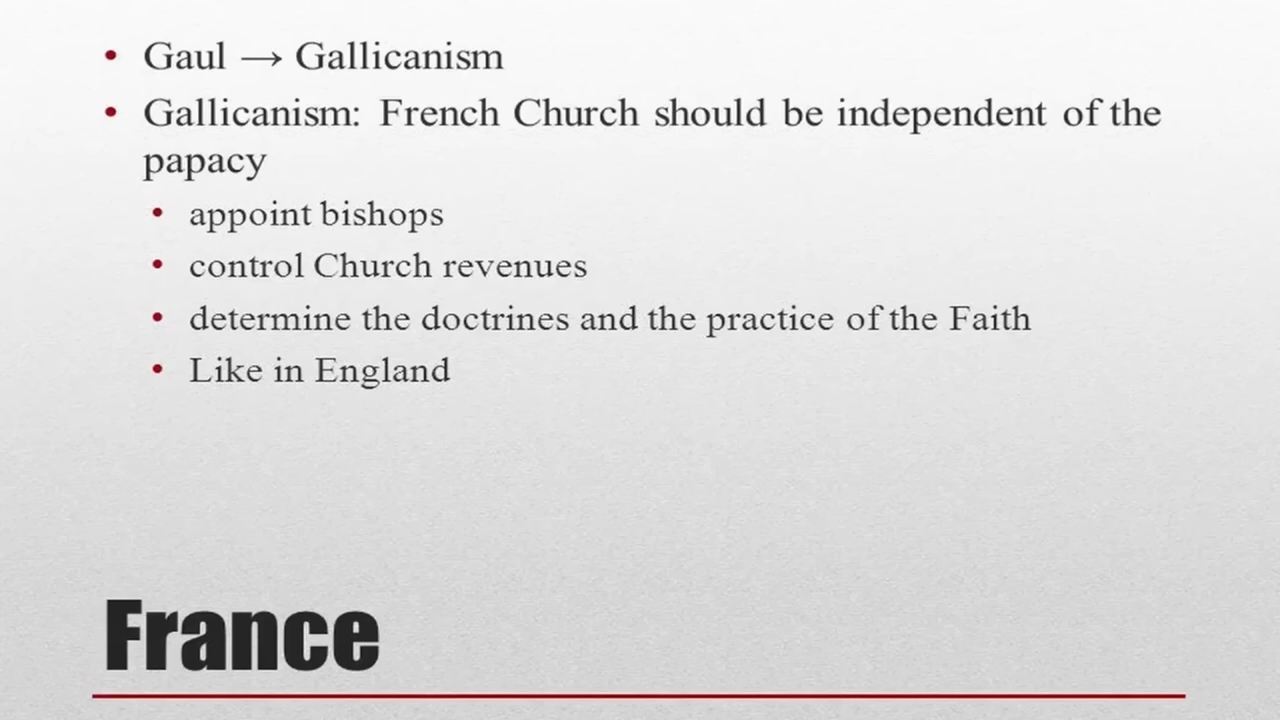 • Gaul → Gallicanism
• Gallicanism: French Church should be independent of the
papacy
• appoint bishops
• control Church revenues
• determine the doctrines and the practice of the Faith
• Like in England
France